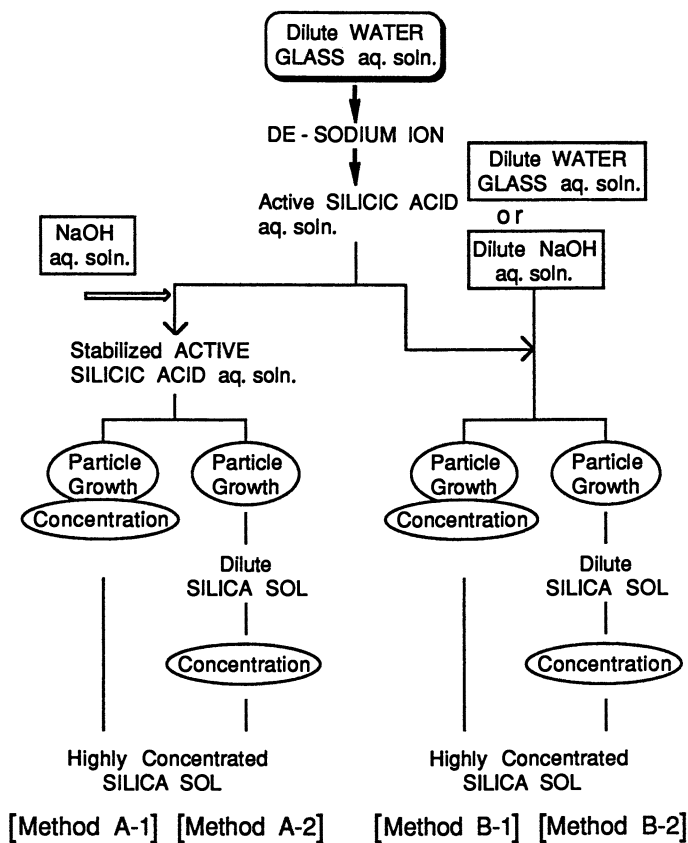 Dilute WATER
GLASS aq. soln.
DE - SODIUM ION
Dilute WATER
GLASS aq. soln.
Active SILICIC ACID
aq. soln.
or
NaOH
aq. soln.
Dilute NaOH
aq. soln.
Stabilized ACTIVE
SILICIC ACID aq. soln.
Particle
Growth
Concentration
Particle
Growth
Particle
Growth
Concentration
Particle
Growth
Dilute
SILICA SOL
Dilute
SILICA SOL
Concentration
Concentration
Highly Concentrated
SILICA SOL
Highly Concentrated
SILICA SOL
[Method A-1] [Method A-2] [Method B-1] [Method B-2]